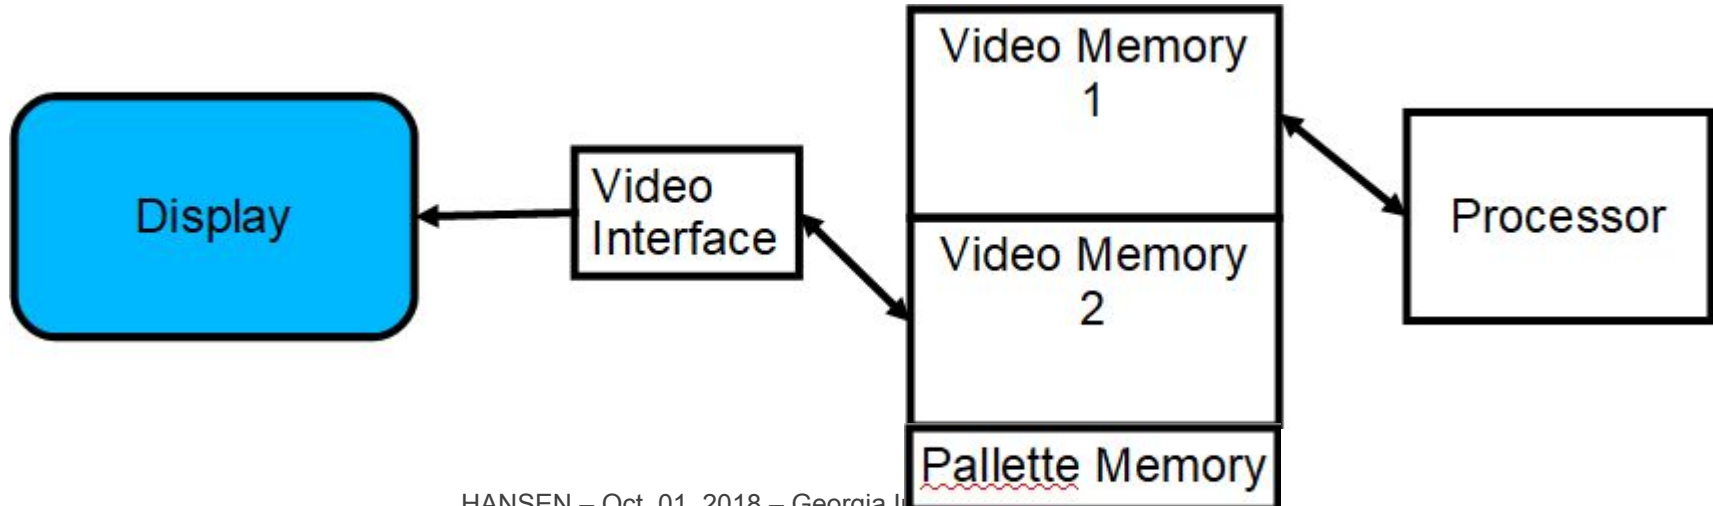 Display
Video
Interface
Video Memory
1
Video Memory
2
Pallette Memory
Processor
HANSEN – Oct. 01, 2018 – Georgia